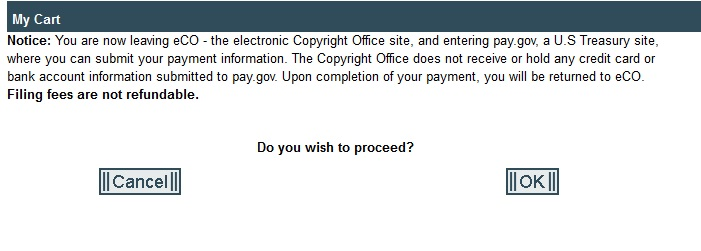 My Cart
Notice: You are now leaving eCO - the electronic Copyright Office site, and entering pay.gov, a U.S Treasury site,
where you can submit your payment information. The Copyright Office does not receive or hold any credit card or
bank account information submitted to pay.gov. Upon completion of your payment, you will be returned to eCO.
Filing fees are not refundable.
Do you wish to proceed?
||Cancel|| ||OK||